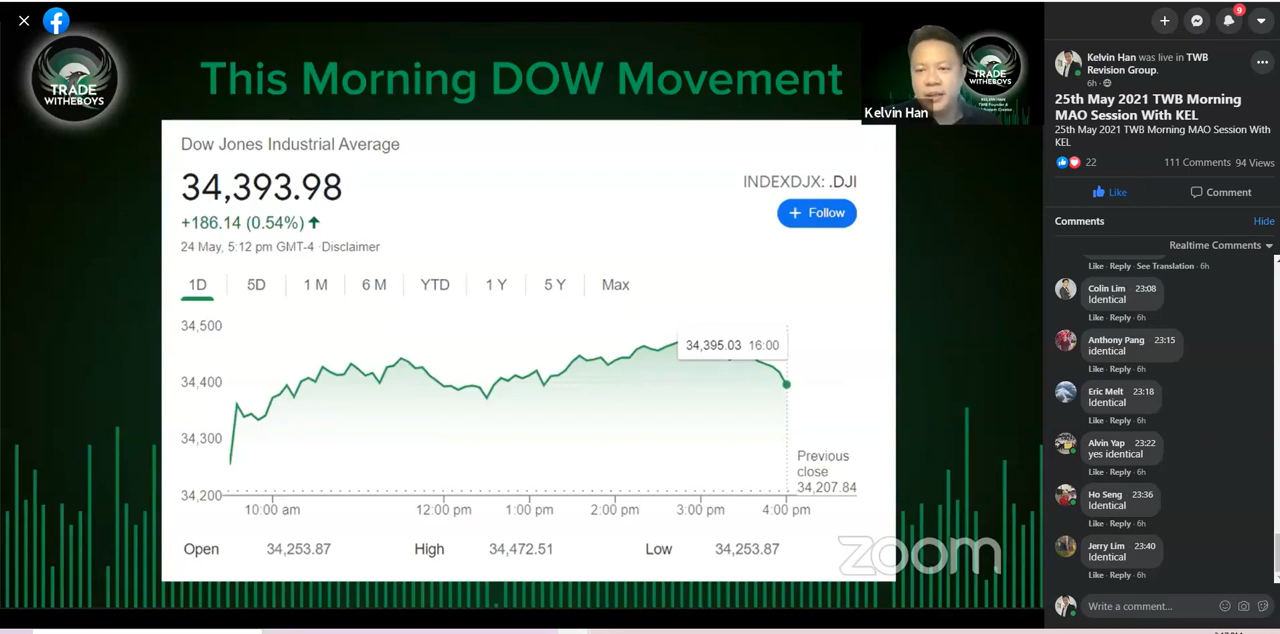 This Morning DOW Movement
TRADE
WITHEBOYS
TRADE
WITHEBOYS
Kelvin Han
Dow Jones Industrial Average
34,393.98
+186.14 (0.54%)
24 May, 5:12 pm GMT-4 · Disclaimer
INDEXDJX: .DJI
+ Follow
1D 5D 1 M 6 M YTD 1 Y 5 Y Max
34,500
34,400
34,300
34,200
34,395.03 16:00
Previous
close
34,207.84
10:00 am 12:00 pm 1:00 pm 2:00 pm 3:00 pm 4:00 pm
Open 34,253.87 High 34,472.51 Low 34,253.87
zoom
9
Kelvin Han was live in TWB
Revision Group.
6h
25th May 2021 TWB Morning
MAO Session With KEL
25th May 2021 TWB Morning MAO Session With
KEL
22 111 Comments 94 Views
Like Comment
Comments Hide
Realtime Comments
Like · Reply · See Translation · 6h
Colin Lim 23:08
Identical
Like · Reply · 6h
Anthony Pang 23:15
identical
Like · Reply · 6h
Eric Melt 23:18
Identical
Like · Reply · 6h
Alvin Yap 23:22
yes identical
Like · Reply · 6h
Ho Seng 23:36
Identical
Like · Reply · 6h
Jerry Lim 23:40
Identical
Like · Reply · 6h
Write a comment...